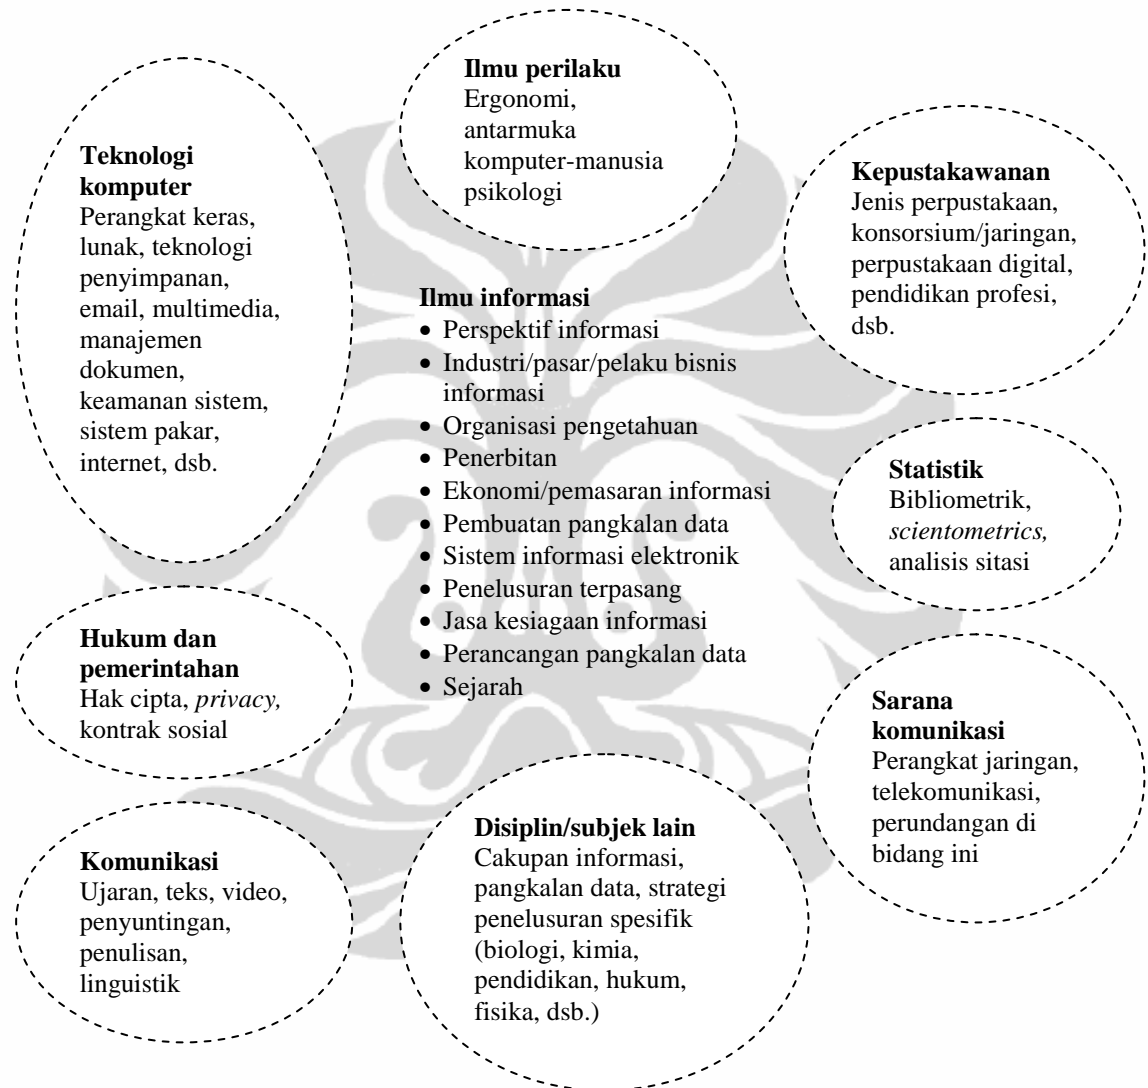 Ilmu perilaku
Ergonomi,
antarmuka
komputer-manusia
psikologi
Teknologi
komputer
Perangkat keras,
lunak, teknologi
penyimpanan,
email, multimedia,
manajemen
dokumen,
keamanan sistem,
sistem pakar,
internet, dsb.
Kepustakawanan
Jenis perpustakaan,
konsorsium/jaringan,
perpustakaan digital,
pendidikan profesi,
dsb.
Ilmu informasi
• Perspektif informasi
• Industri/pasar/pelaku bisnis
informasi
• Organisasi pengetahuan
• Penerbitan
• Ekonomi/pemasaran informasi
• Pembuatan pangkalan data
• Sistem informasi elektronik
• Penelusuran terpasang
• Jasa kesiagaan informasi
• Perancangan pangkalan data
• Sejarah
Statistik
Bibliometrik,
scientometrics,
analisis sitasi
Hukum dan
pemerintahan
Hak cipta, privacy,
kontrak sosial
Sarana
komunikasi
Perangkat jaringan,
telekomunikasi,
perundangan di
bidang ini
Komunikasi
Ujaran, teks, video,
penyuntingan,
penulisan,
linguistik
Disiplin/subjek lain
Cakupan informasi,
pangkalan data, strategi
penelusuran spesifik
(biologi, kimia,
pendidikan, hukum,
fisika, dsb.)